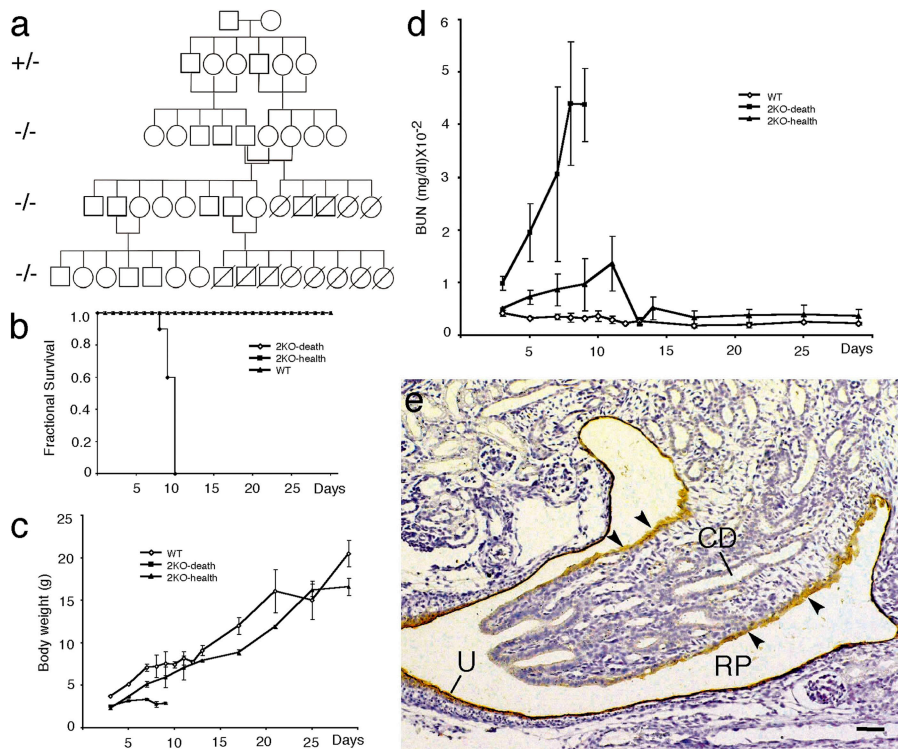 a
+/-
-/-
-/-
-/-
b
Fractional Survival
1.0
0.8
0.6
0.4
0.2
0
5 10 15 20 25 Days
2KO-death
2KO-health
WT
c
Body weight (g)
25
20
15
10
5
0
5 10 15 20 25 Days
WT
2KO-death
2KO-health
d
BUN (mg/dl)X10-2
6
5
4
3
2
1
0
5 10 15 20 25 Days
WT
2KO-death
2KO-health
e
CD
RP
U